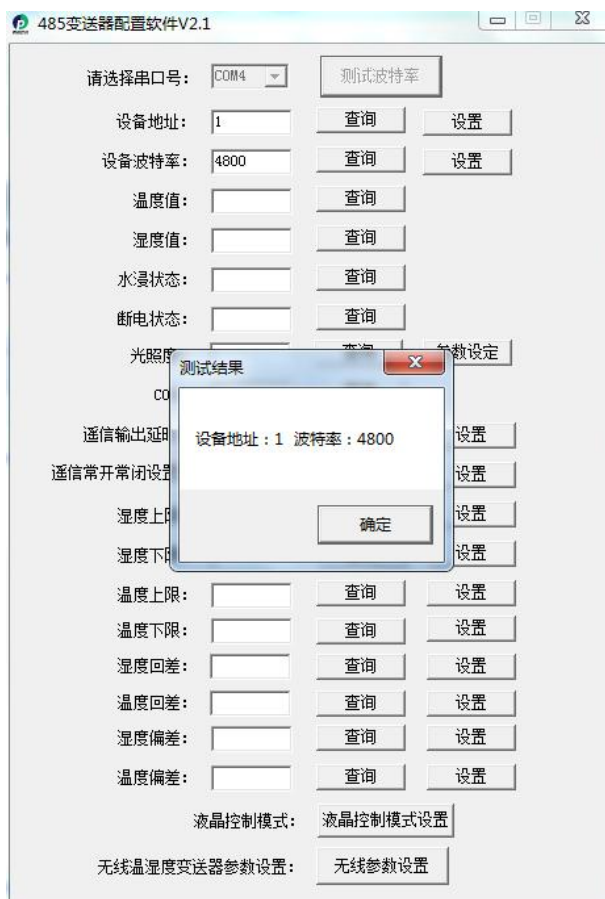 485变送器配置软件V2.1
请选择串口号： COM4 测试波特率
设备地址： 1 查询 设置
设备波特率： 4800 查询 设置
温度值： 查询
湿度值： 查询
水浸状态： 查询
断电状态： 查询
光照度
测试结果
设备地址：1 波特率：4800
确定
遥信输出延时 设置
遥信常开常闭设置 设置
湿度上限 设置
湿度下限 设置
温度上限： 查询 设置
温度下限： 查询 设置
湿度回差： 查询 设置
温度回差： 查询 设置
湿度偏差： 查询 设置
温度偏差： 查询 设置
液晶控制模式： 液晶控制模式设置
无线温湿度变送器参数设置： 无线参数设置